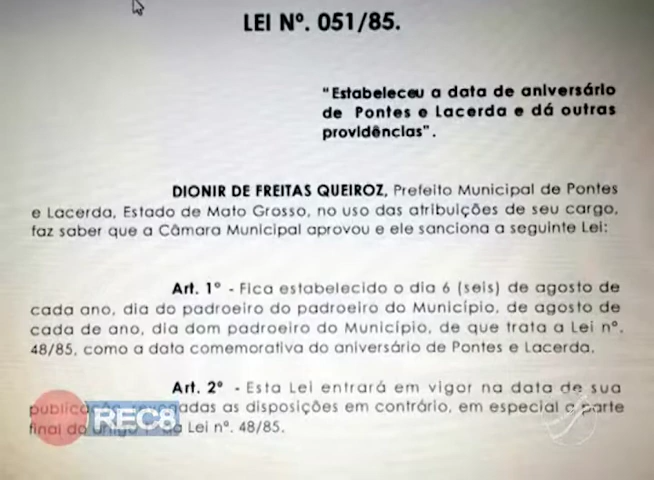 LEI Nº. 051/85.
"Estabeleceu a data de aniversário
de Pontes e Lacerda e dá outras
providências".
DIONIR DE FREITAS QUEIROZ, Prefeito Municipal de Pontes
e Lacerda, Estado de Mato Grosso, no uso das atribuições de seu cargo,
faz saber que a Câmara Municipal aprovou e ele sanciona a seguinte Lei:
Art. 1º - Fica estabelecido o dia 6 (seis) de agosto de
cada ano, dia do padroeiro do padroeiro do Município, de agosto de
cada de ano, dia dom padroeiro do Município, de que trata a Lei nº.
48/85, como a data comemorativa do aniversário de Pontes e Lacerda.
Art. 2º - Esta Lei entrará em vigor na data de sua
as disposições em contrário, em especial a parte
final do Lei nº. 48/85.
REC8